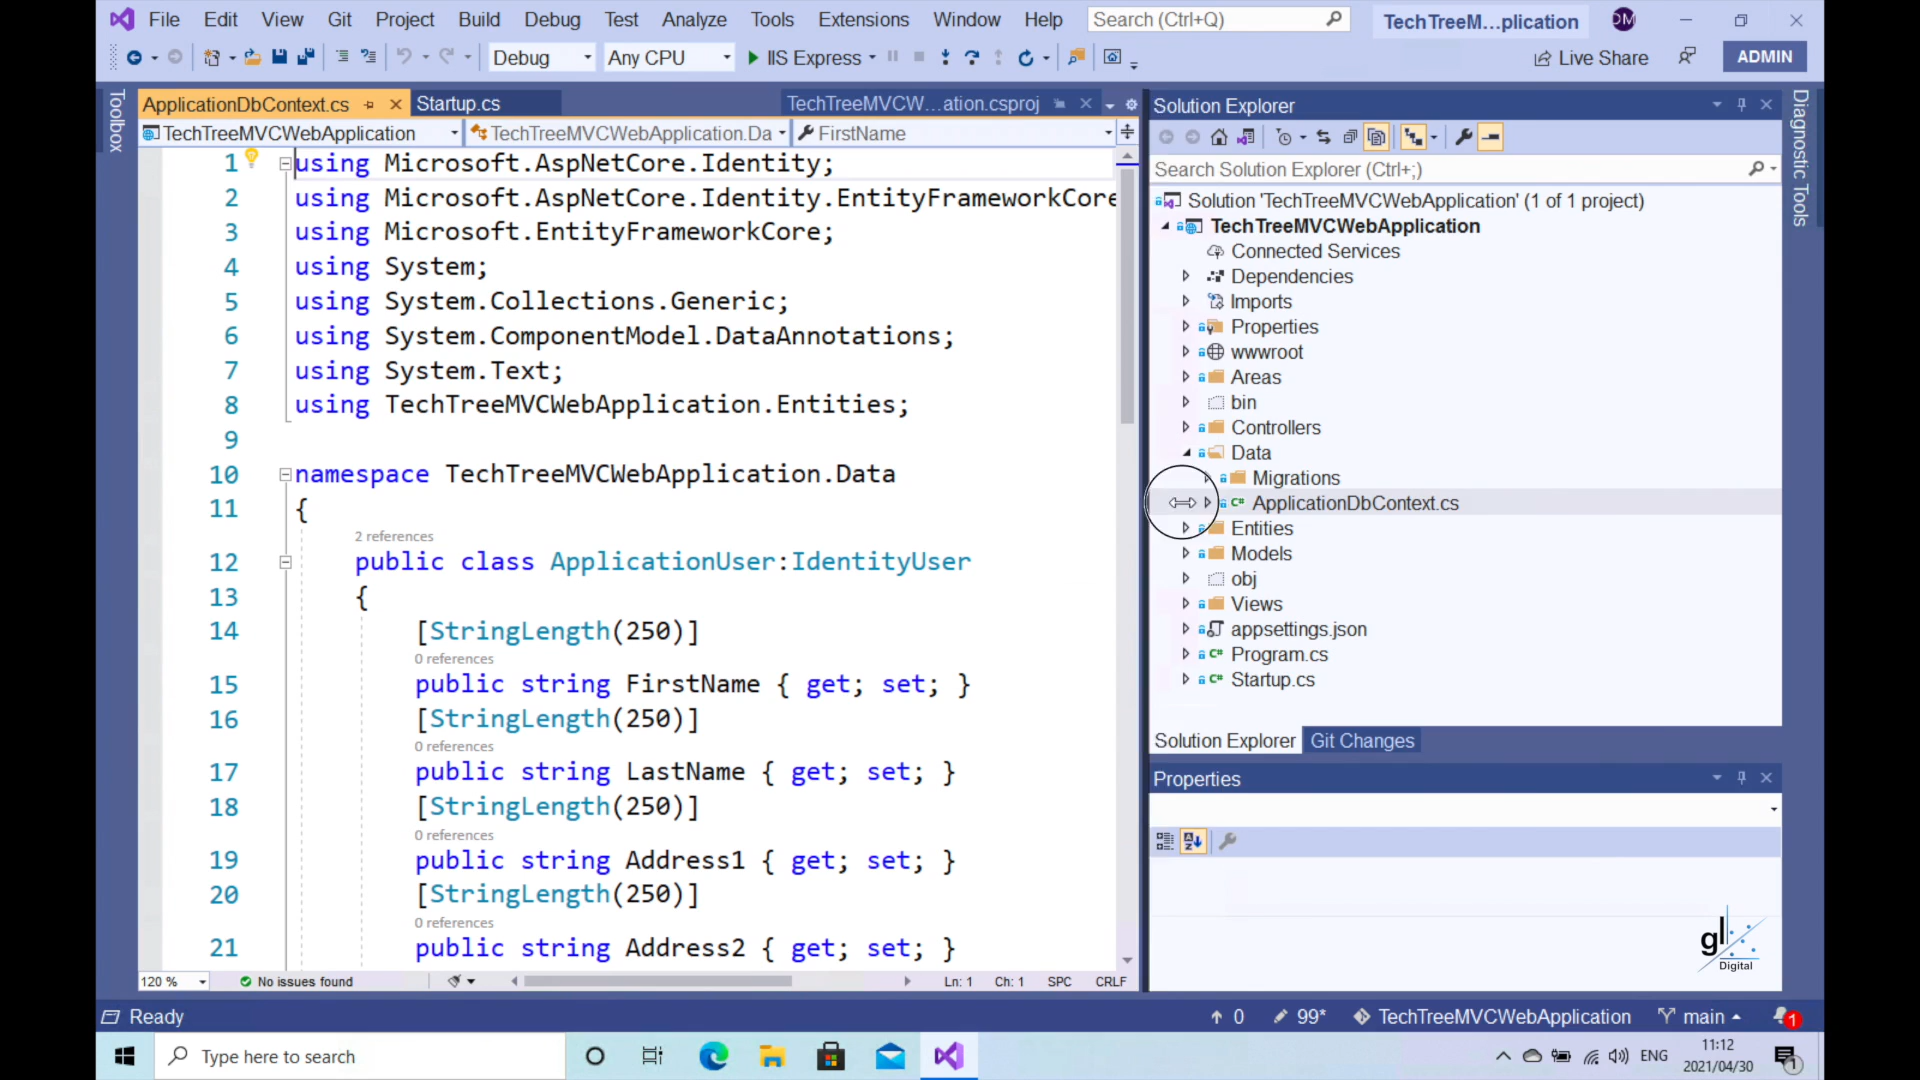 File Edit View Git Project Build Debug Test Analyze Tools Extensions Window Help Search (Ctrl+Q) TechTreeM...plication DM
Debug Any CPU IIS Express Live Share ADMIN
Toolbox
ApplicationDbContext.cs Startup.cs TechTreeMVCW...ation.csproj
TechTreeMVCWebApplication TechTreeMVCWebApplication.Da FirstName
1 using Microsoft.AspNetCore.Identity;
2 using Microsoft.AspNetCore.Identity.EntityFrameworkCore
3 using Microsoft.EntityFrameworkCore;
4 using System;
5 using System.Collections.Generic;
6 using System.ComponentModel.DataAnnotations;
7 using System.Text;
8 using TechTreeMVCWebApplication.Entities;
9
10 namespace TechTreeMVCWebApplication.Data
11 {
2 references
12 public class ApplicationUser:IdentityUser
13 {
14 [StringLength(250)]
0 references
15 public string FirstName { get; set; }
16 [StringLength(250)]
0 references
17 public string LastName { get; set; }
18 [StringLength(250)]
0 references
19 public string Address1 { get; set; }
20 [StringLength(250)]
0 references
21 public string Address2 { get; set; }
120 % No issues found Ln: 1 Ch: 1 SPC CRLF
Solution Explorer
Search Solution Explorer (Ctrl+;)
Solution 'TechTreeMVCWebApplication' (1 of 1 project)
TechTreeMVCWebApplication
Connected Services
Dependencies
Imports
Properties
wwwroot
Areas
bin
Controllers
Data
Migrations
C# ApplicationDbContext.cs
Entities
Models
obj
Views
appsettings.json
C# Program.cs
C# Startup.cs
Solution Explorer Git Changes
Properties
Diagnostic Tools
gl
Digital
Ready 0 99* TechTreeMVCWebApplication main 1
Type here to search ENG 11:12
2021/04/30 1